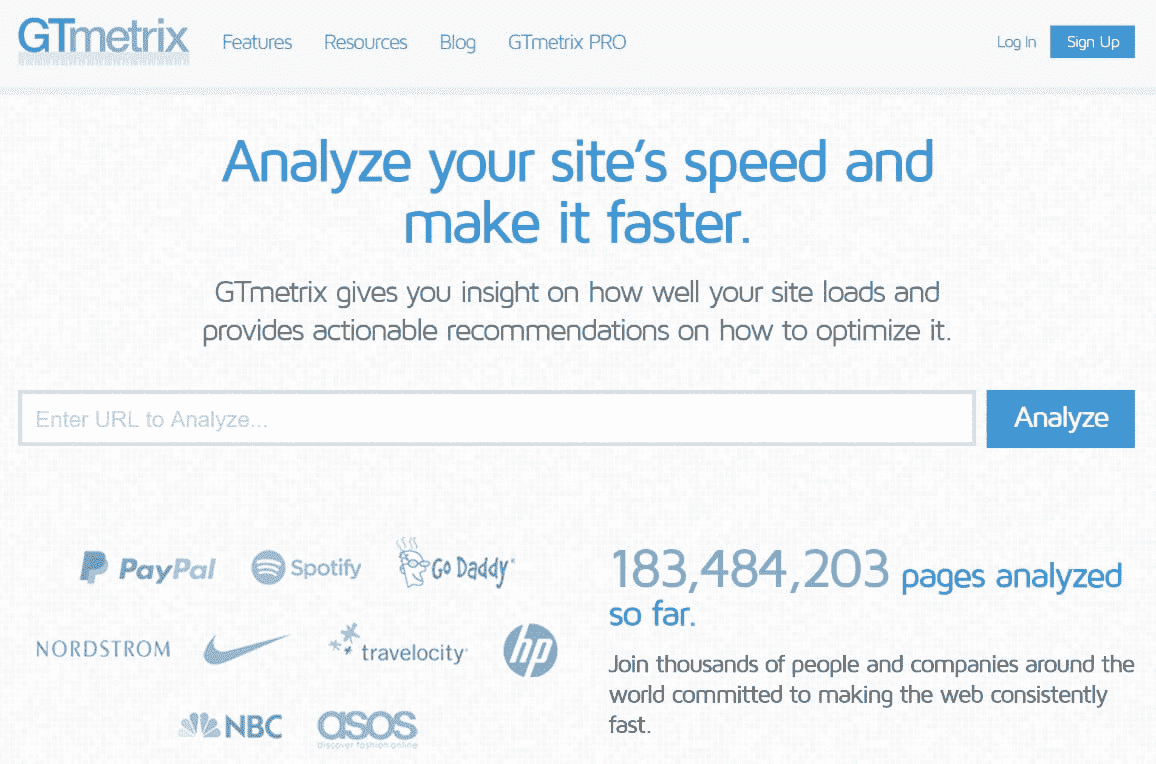 GTmetrix Features Resources Blog GTmetrix PRO Log In Sign Up
Analyze your site's speed and
make it faster.
GTmetrix gives you insight on how well your site loads and
provides actionable recommendations on how to optimize it.
Enter URL to Analyze... Analyze
PayPal Spotify Go Daddy
NORDSTROM travelocity hp
NBC asos
discover fashion online
183,484,203 pages analyzed
so far.
Join thousands of people and companies around the
world committed to making the web consistently
fast.